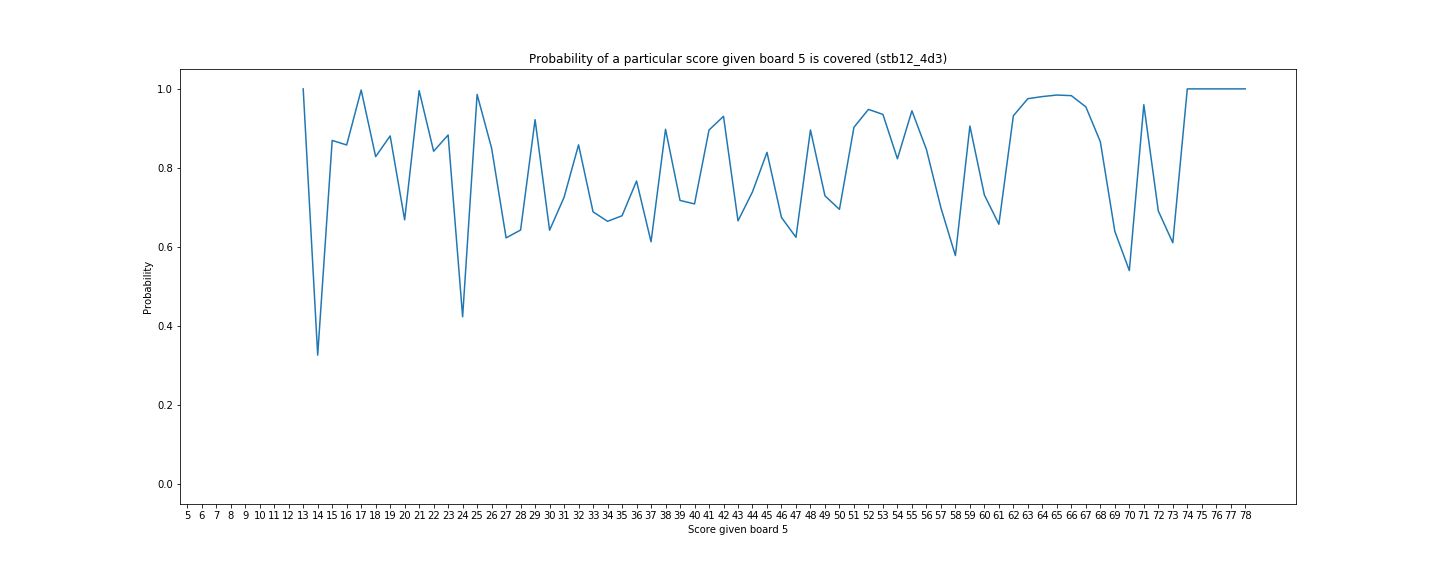 Probability of a particular score given board 5 is covered (stb12_4d3)
1.0
0.8
0.6
0.4
0.2
0.0
Probability
5 6 7 8 9 10 11 12 13 14 15 16 17 18 19 20 21 22 23 24 25 26 27 28 29 30 31 32 33 34 35 36 37 38 39 40 41 42 43 44 45 46 47 48 49 50 51 52 53 54 55 56 57 58 59 60 61 62 63 64 65 66 67 68 69 70 71 72 73 74 75 76 77 78
Score given board 5